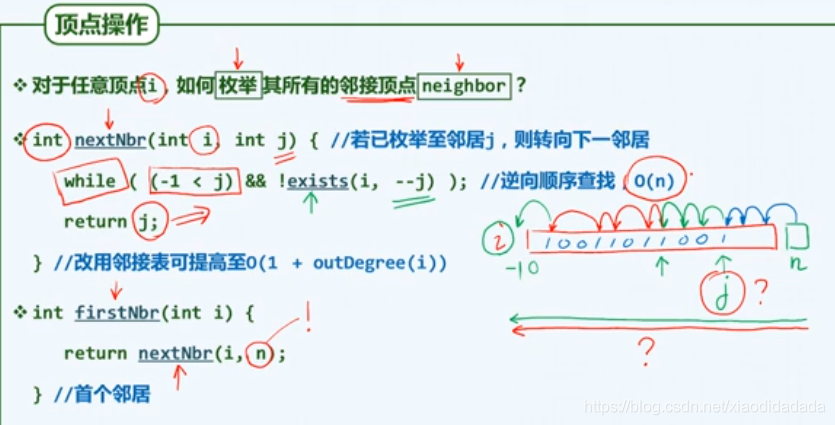 顶点操作
❖ 对于任意顶点i，如何枚举其所有的邻接顶点neighbor？
❖ int nextNbr(int i, int j) { //若已枚举至邻居j，则转向下一邻居
while ( (-1 < j) && !exists(i, --j) ); //逆向顺序查找，O(n)
return j;
} //改用邻接表可提高至O(1 + outDegree(i))
i 1 0 0 1 1 0 1 1 0 0 1
-1 0 n
j ?
❖ int firstNbr(int i) {
!
return nextNbr(i, n);
?
} //首个邻居
https://blog.csdn.net/xiaodidadada